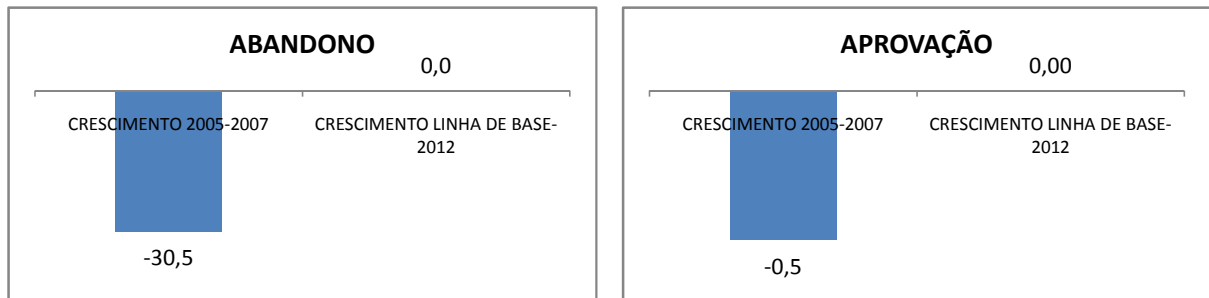 ABANDONO
0,0
CRESCIMENTO 2005-2007
CRESCIMENTO LINHA DE BASE-
2012
-30,5
APROVAÇÃO
0,00
CRESCIMENTO 2005-2007
CRESCIMENTO LINHA DE BASE-
2012
-0,5